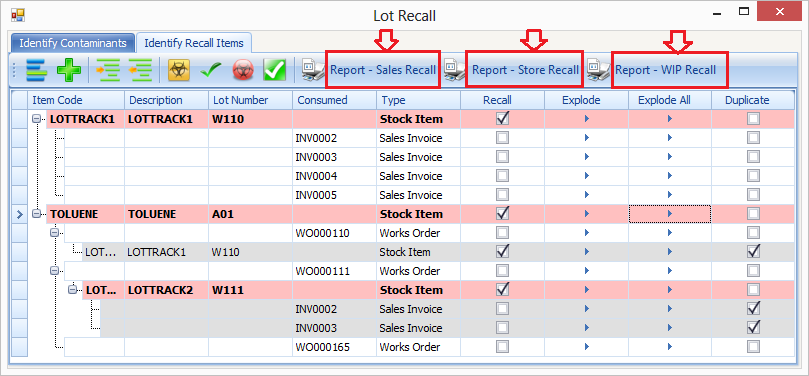 Lot Recall
Identify Contaminants Identify Recall Items
Report - Sales Recall Report - Store Recall Report - WIP Recall
Item Code Description Lot Number Consumed Type Recall Explode Explode All Duplicate
LOTTRACK1 LOTTRACK1 W110 Stock Item
INV0002 Sales Invoice
INV0003 Sales Invoice
INV0004 Sales Invoice
INV0005 Sales Invoice
TOLUENE TOLUENE A01 Stock Item
WO000110 Works Order
LOT... LOTTRACK1 W110 Stock Item
WO000111 Works Order
LOT... LOTTRACK2 W111 Stock Item
INV0002 Sales Invoice
INV0003 Sales Invoice
WO000165 Works Order